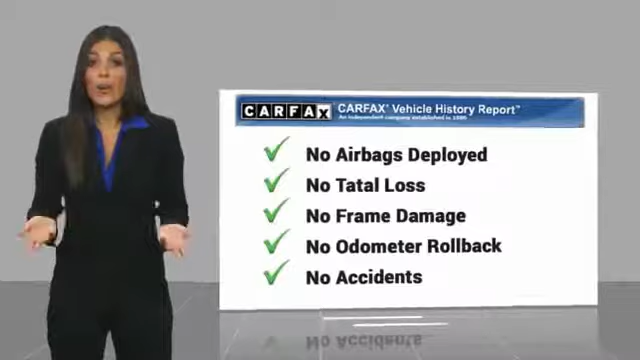 CARFAX CARFAX Vehicle History Report™
An independent company established in 1986
No Airbags Deployed
No Tatal Loss
No Frame Damage
No Odometer Rollback
No Accidents